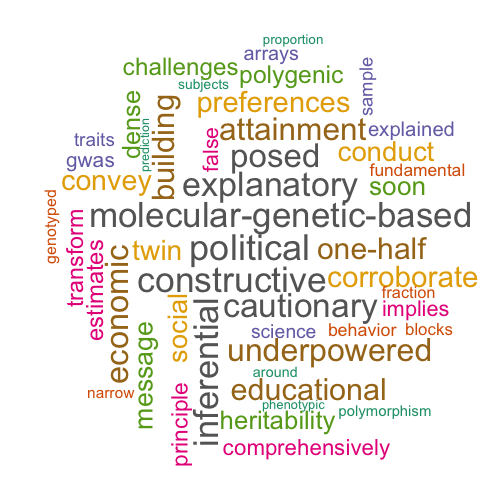 proportion
arrays
challenges
polygenic
subjects
sample
dense
building
preferences
traits
prediction
false
attainment
explained
gwas
posed
conduct
convey
explanatory
fundamental
soon
genotyped
transform
molecular-genetic-based
estimates
economic
twin
political
one-half
constructive
corroborate
social
inferential
cautionary
fraction
implies
message
science
behavior
blocks
underpowered
around
narrow
principle
educational
phenotypic
polymorphism
heritability
comprehensively